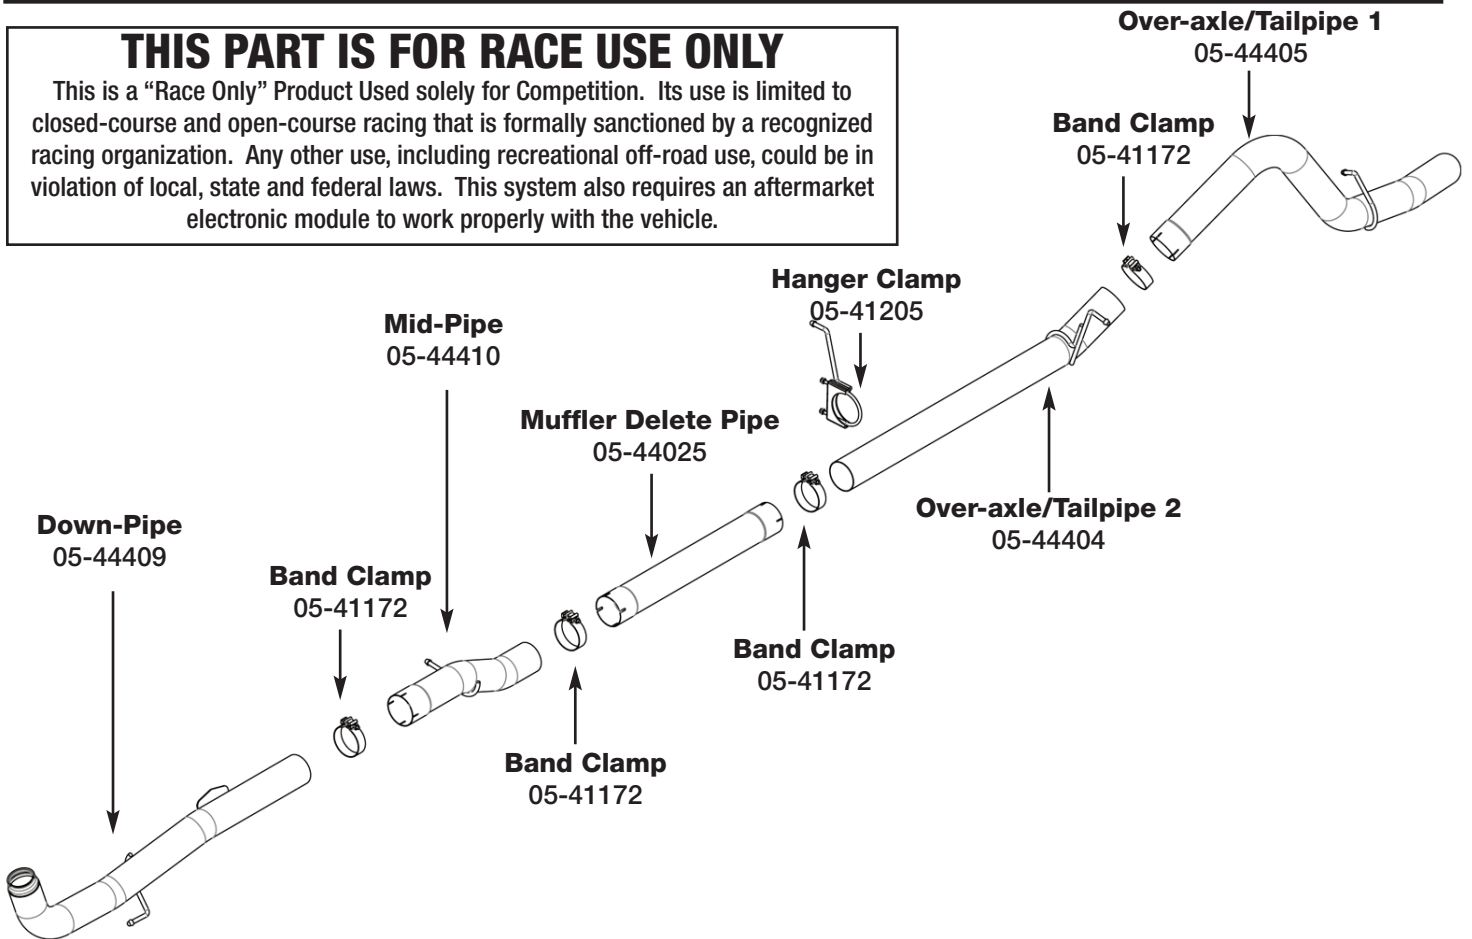 THIS PART IS FOR RACE USE ONLY
This is a “Race Only” Product Used solely for Competition.  Its use is limited to
closed-course and open-course racing that is formally sanctioned by a recognized
racing organization.  Any other use, including recreational off-road use, could be in
violation of local, state and federal laws.  This system also requires an aftermarket
electronic module to work properly with the vehicle.
Over-axle/Tailpipe 1
05-44405
Band Clamp
05-41172
Hanger Clamp
05-41205
Mid-Pipe
05-44410
Muffler Delete Pipe
05-44025
Over-axle/Tailpipe 2
05-44404
Down-Pipe
05-44409
Band Clamp
05-41172
Band Clamp
05-41172
Band Clamp
05-41172